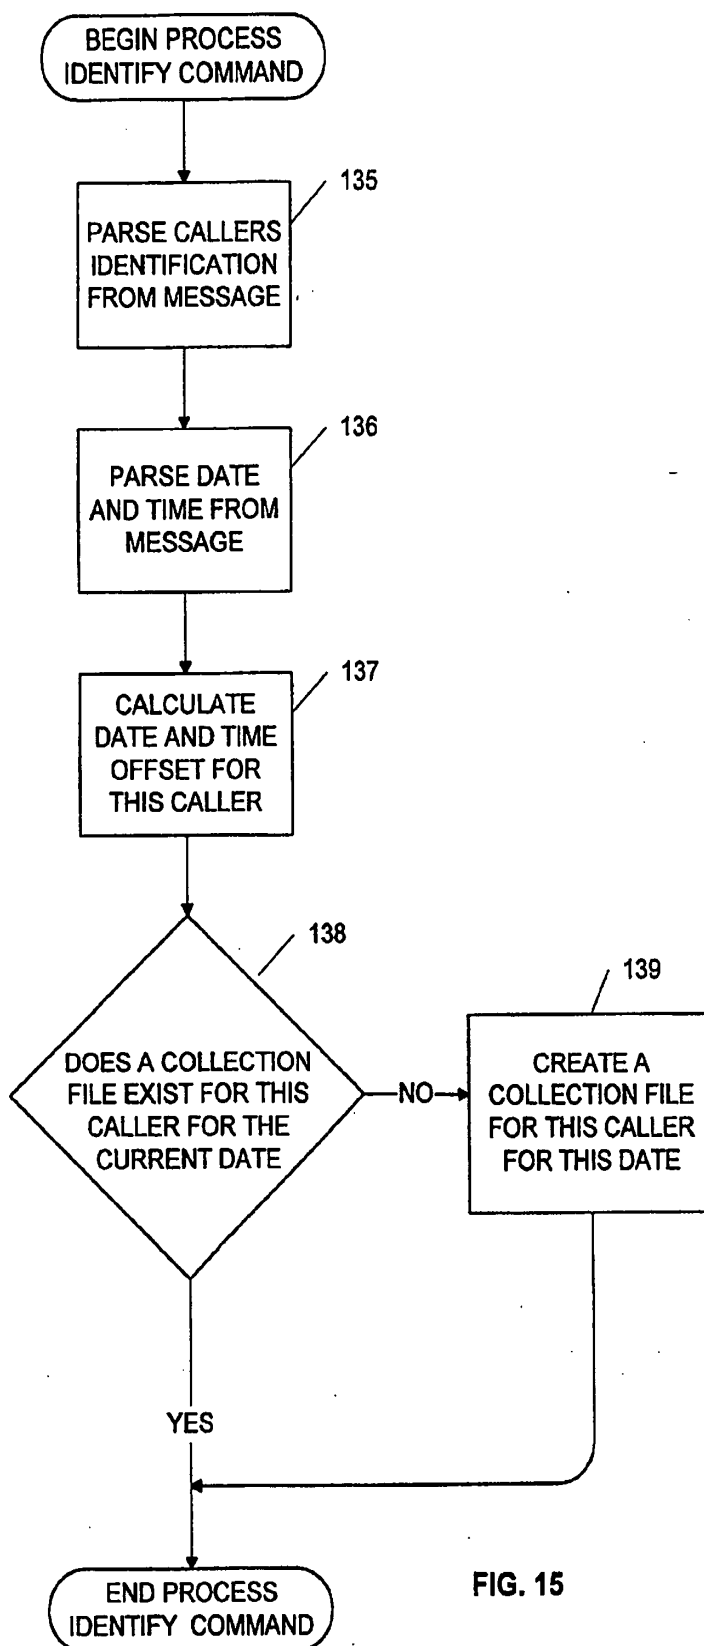 BEGIN PROCESS
IDENTIFY COMMAND
135
PARSE CALLERS
IDENTIFICATION
FROM MESSAGE
136
PARSE DATE
AND TIME FROM
MESSAGE
137
CALCULATE
DATE AND TIME
OFFSET FOR
THIS CALLER
138
DOES A COLLECTION
FILE EXIST FOR THIS
CALLER FOR THE
CURRENT DATE
NO
139
CREATE A
COLLECTION FILE
FOR THIS CALLER
FOR THIS DATE
YES
END PROCESS
IDENTIFY COMMAND
FIG. 15